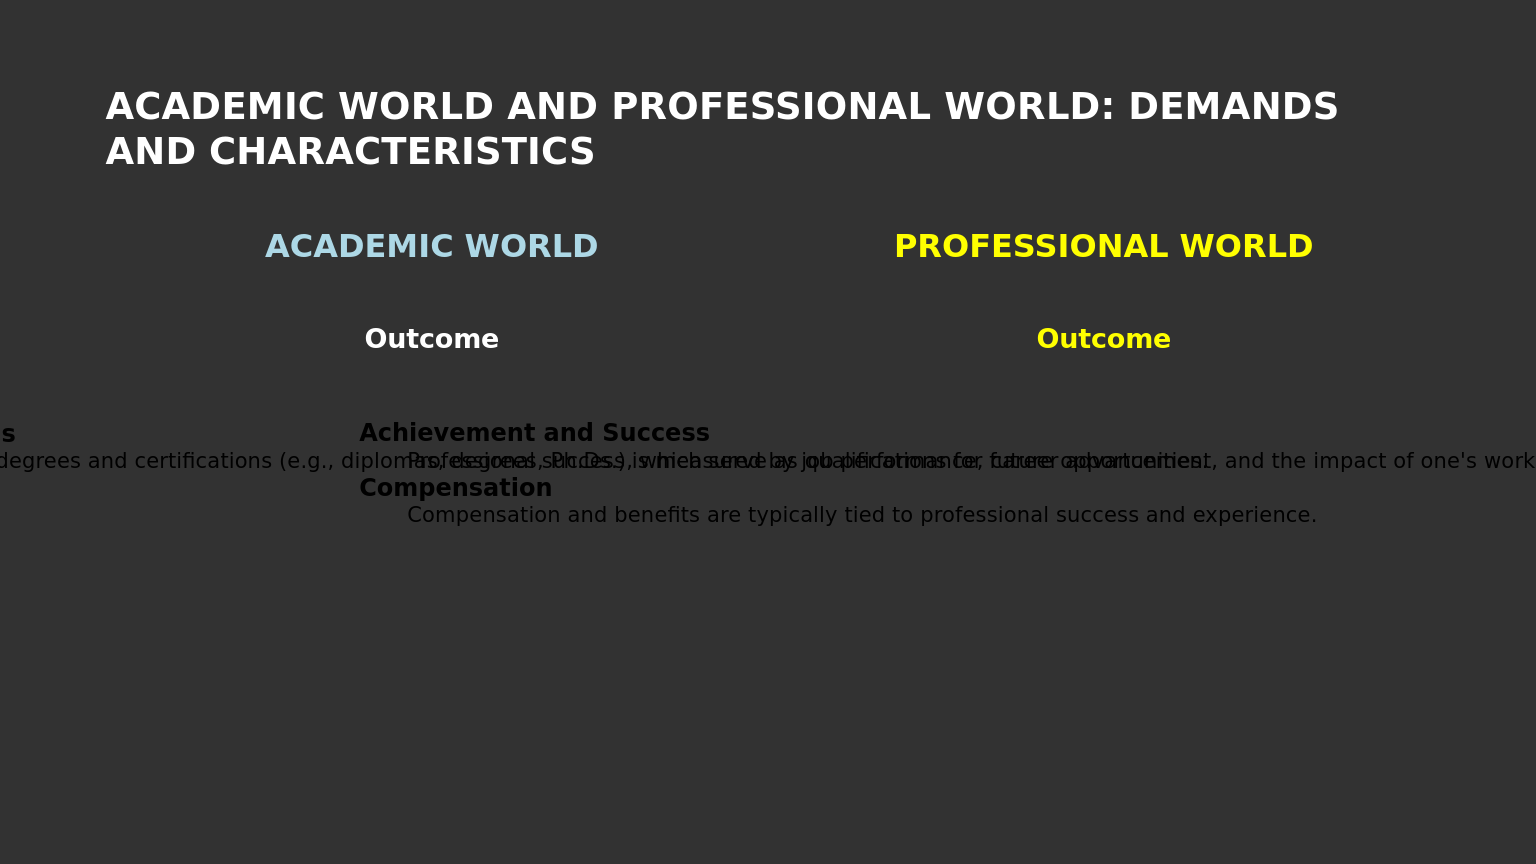 ACADEMIC WORLD AND PROFESSIONAL WORLD: DEMANDS
AND CHARACTERISTICS
ACADEMIC WORLD
PROFESSIONAL WORLD
Outcome
Outcome
s
Achievement and Success
degrees and certifications (e.g., diplomas, degrees, Ph.Ds.), which serve as qualifications for future opportunities.
Professional success is measured by job performance, career advancement, and the impact of one's work
Compensation
Compensation and benefits are typically tied to professional success and experience.